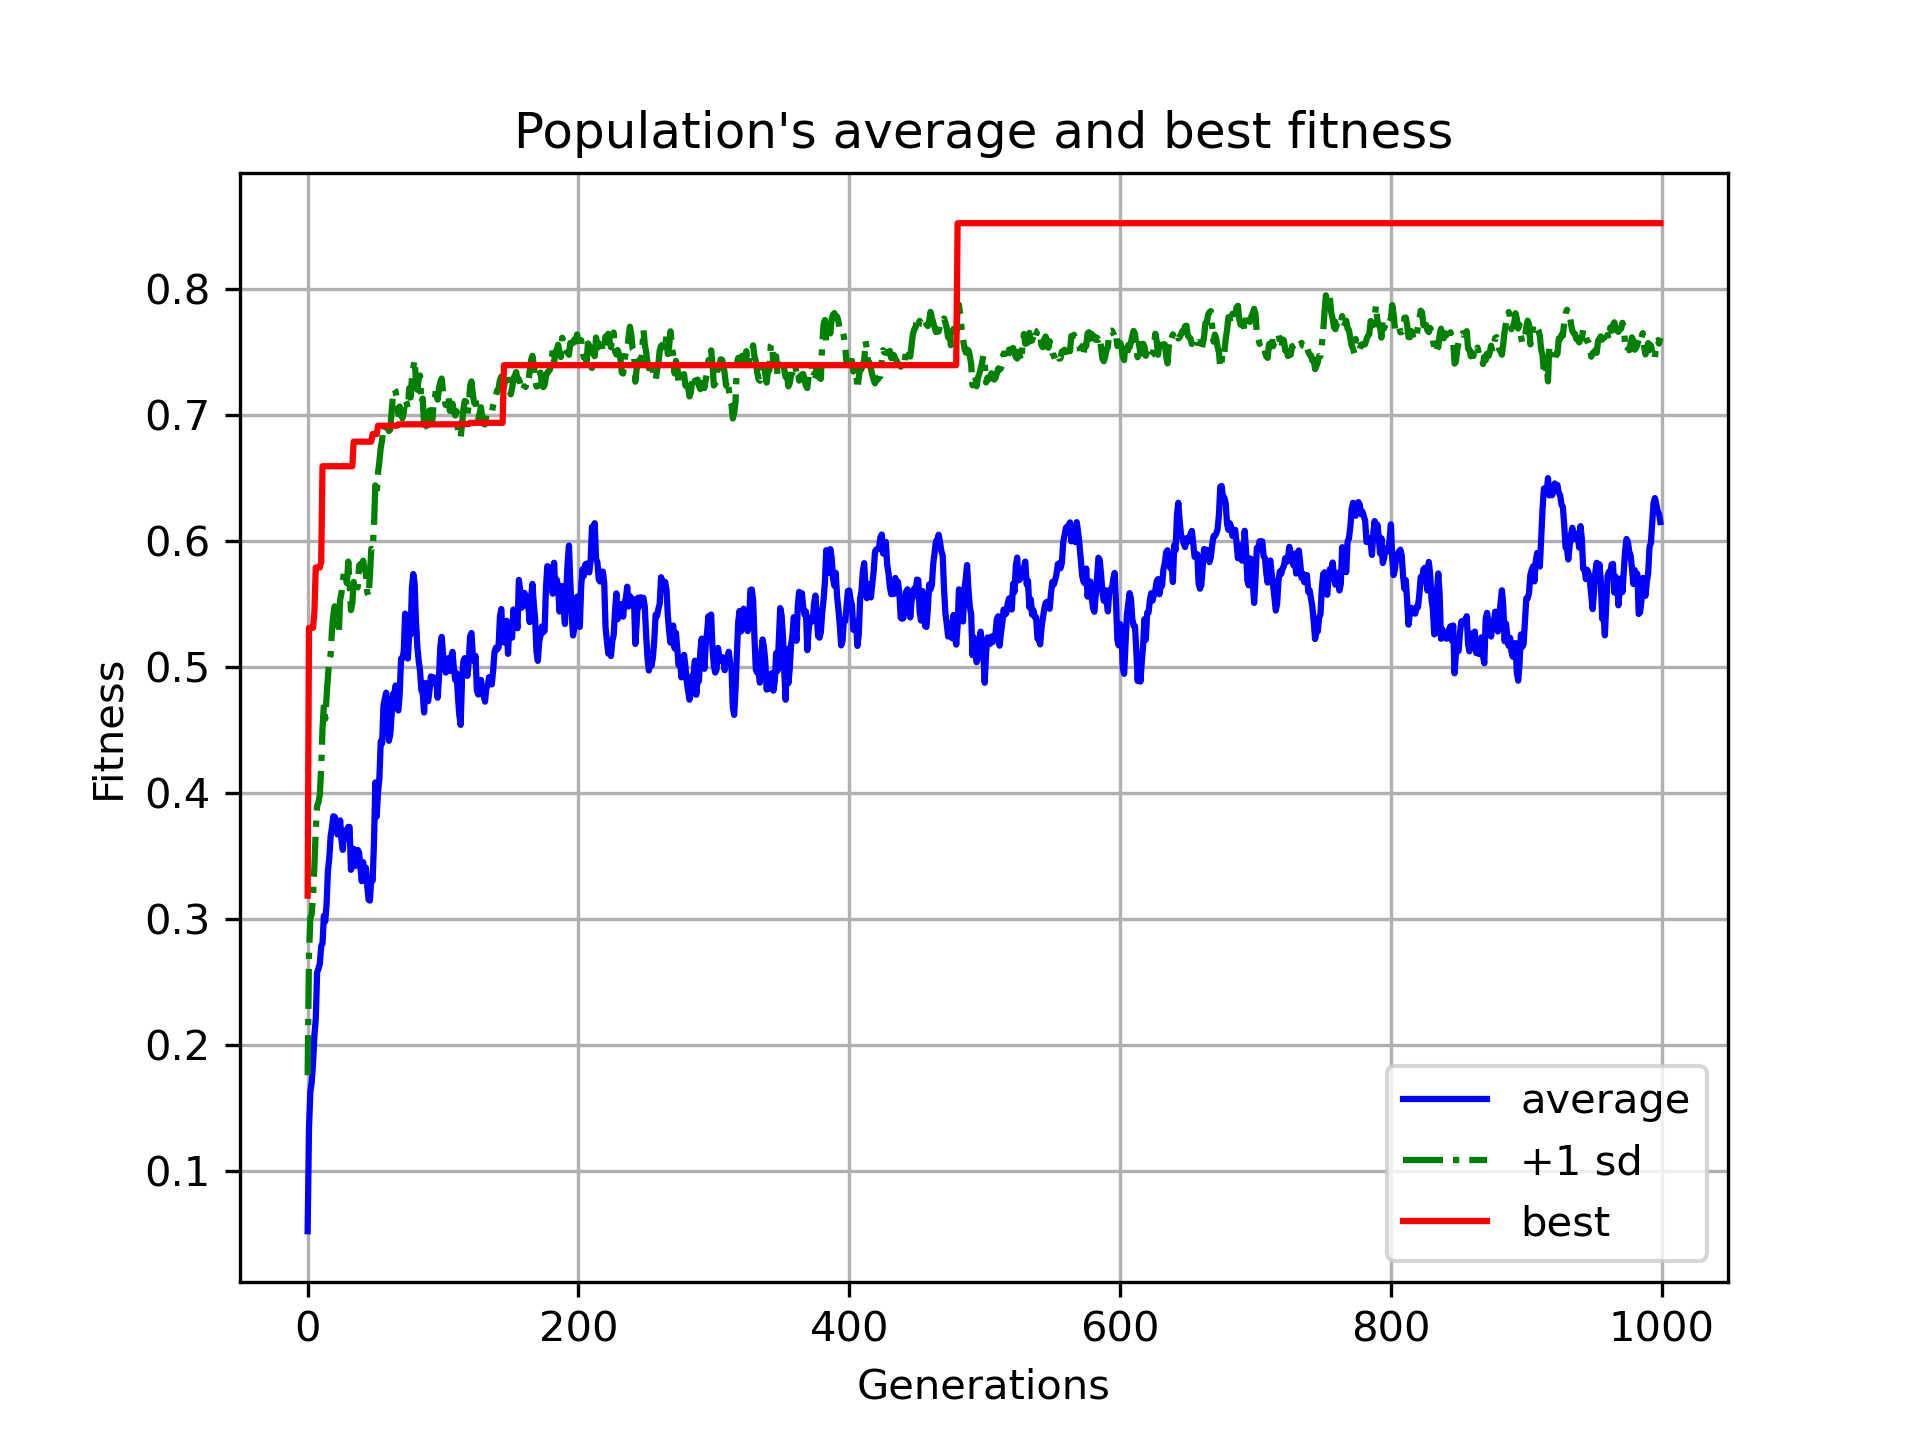 Population's average and best fitness
Fitness
0.8
0.7
0.6
0.5
0.4
0.3
0.2
0.1
average
+1 sd
best
0 200 400 600 800 1000
Generations